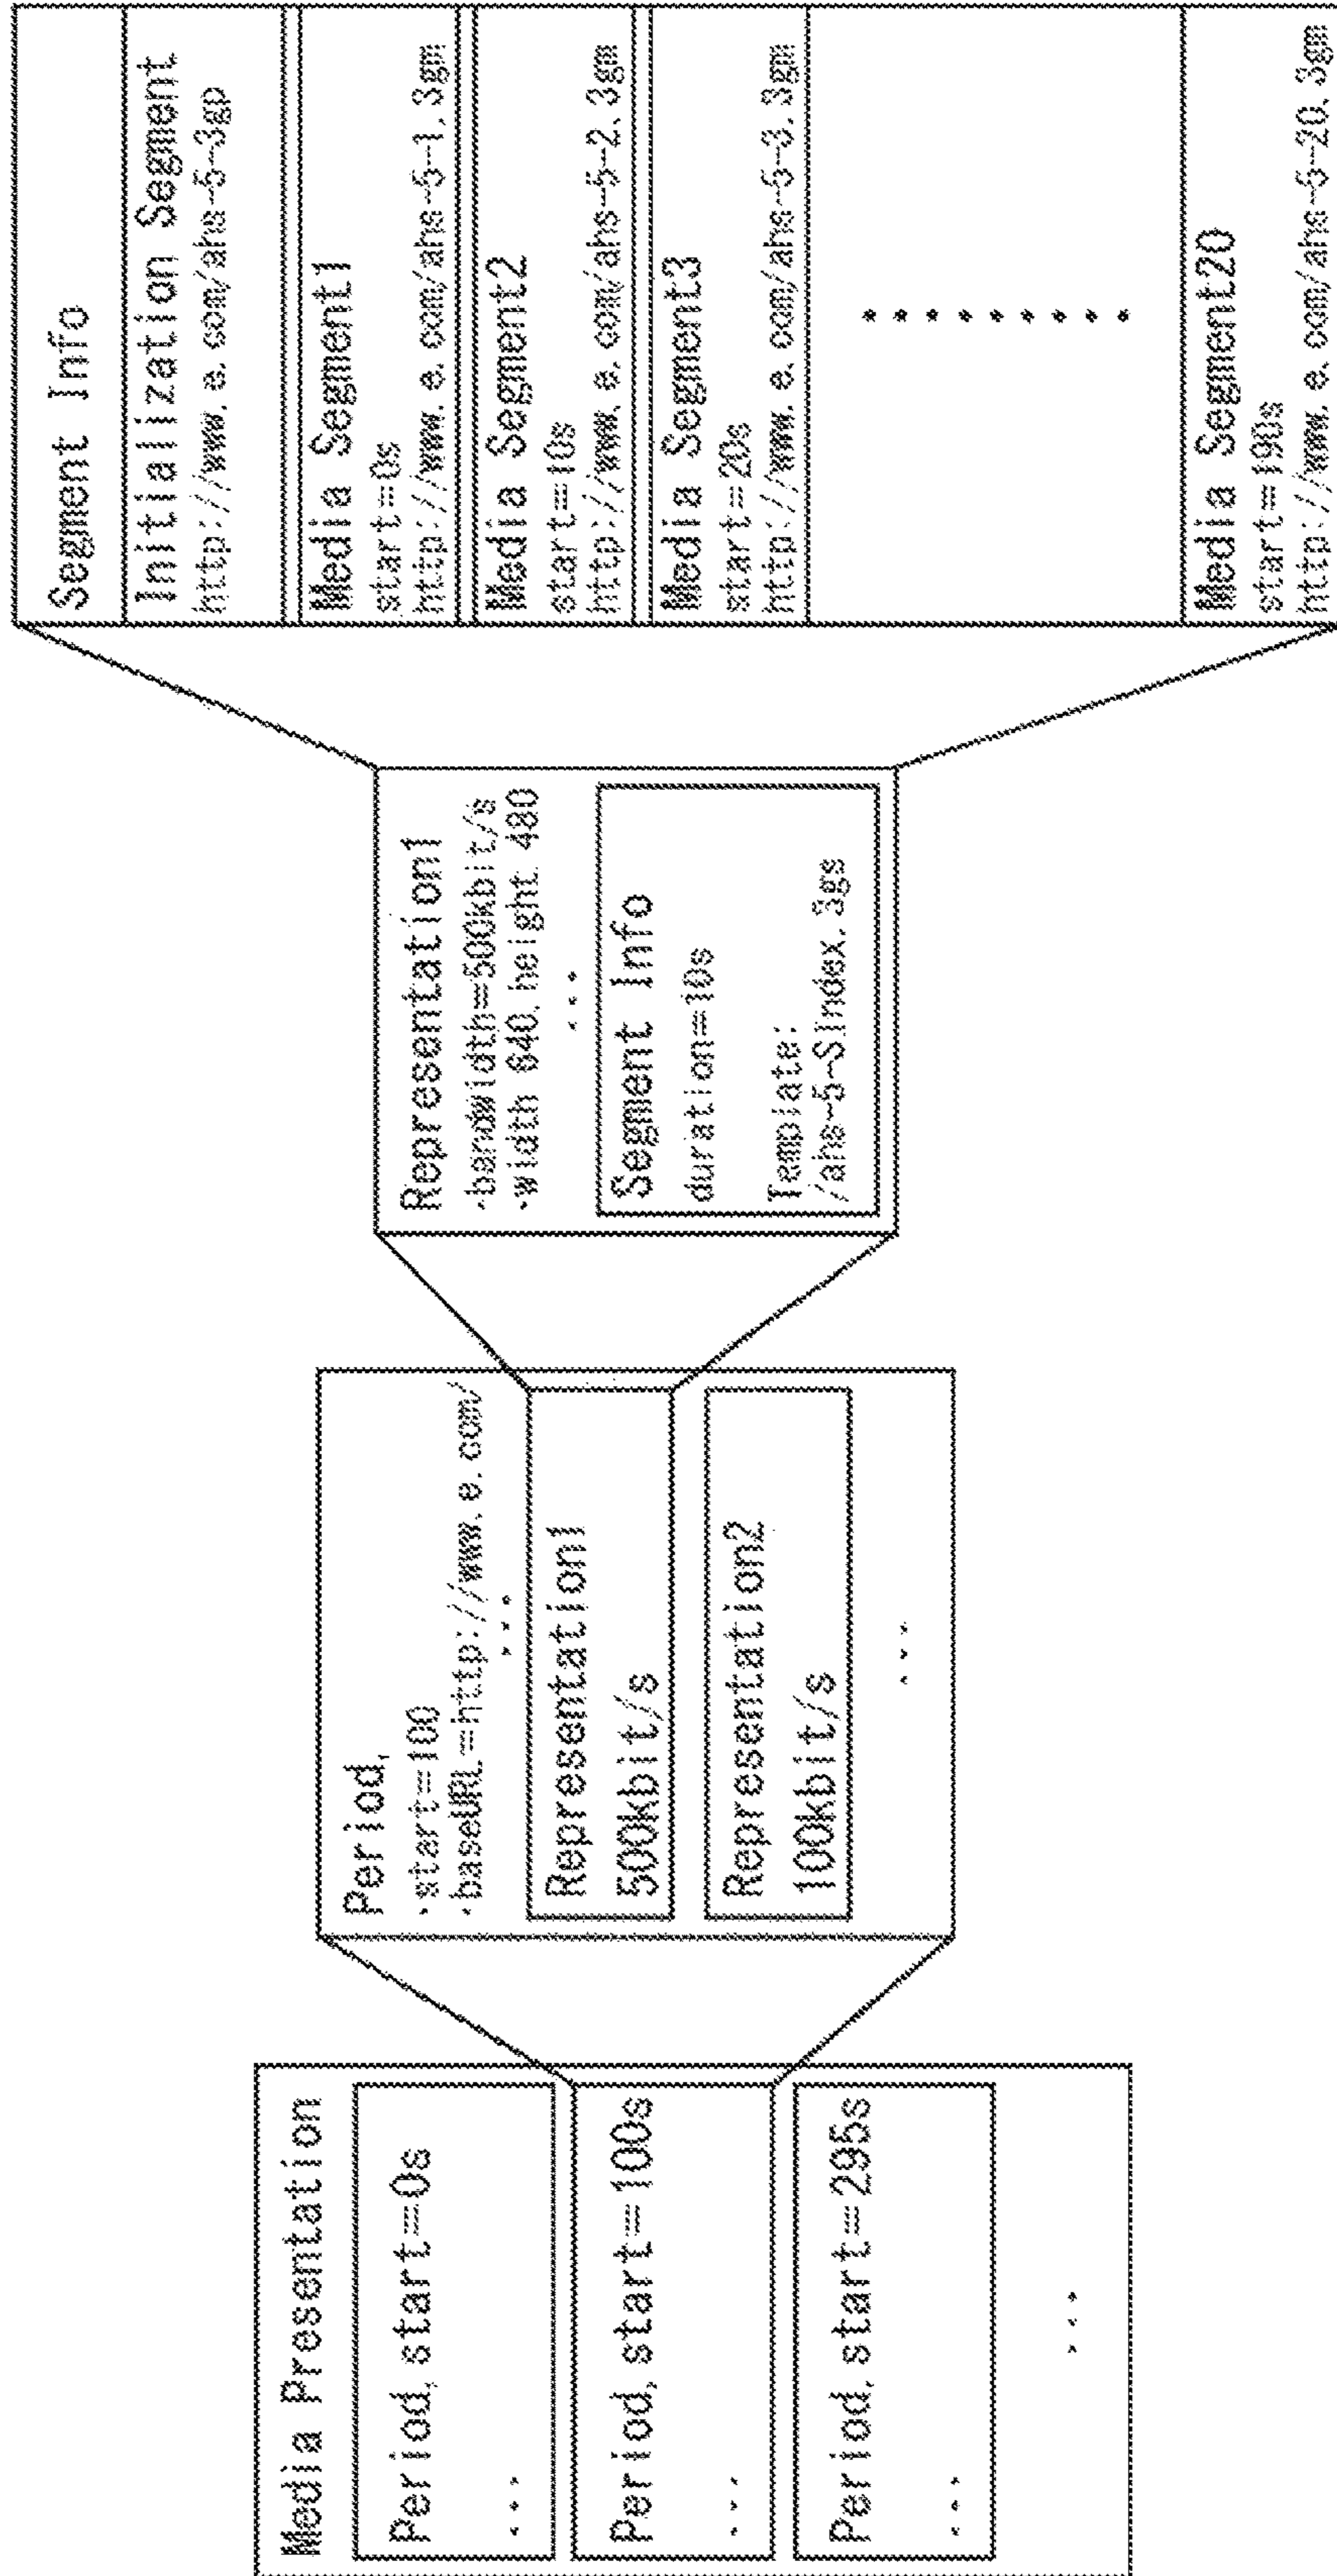 Media Presentation
Period, start=0s
...
Period, start=100s
...
Period, start=295s
...
...
Period,
·start=100
·baseURL=http://www.e.com/
...
Representation1
500kbit/s
Representation2
100kbit/s
...
Representation1
·bandwidth=500kbit/s
·width 640, height 480
...
Segment Info
duration=10s
Template:
/ahs-5-SIndex.3gs
Segment Info
Initialization Segment
http://www.e.com/ahs-5-3gp
Media Segment1
start=0s
http://www.e.com/ahs-5-1.3gm
Media Segment2
start=10s
http://www.e.com/ahs-5-2.3gm
Media Segment3
start=20s
http://www.e.com/ahs-5-3.3gm
.........
Media Segment20
start=190s
http://www.e.com/ahs-5-20.3gm